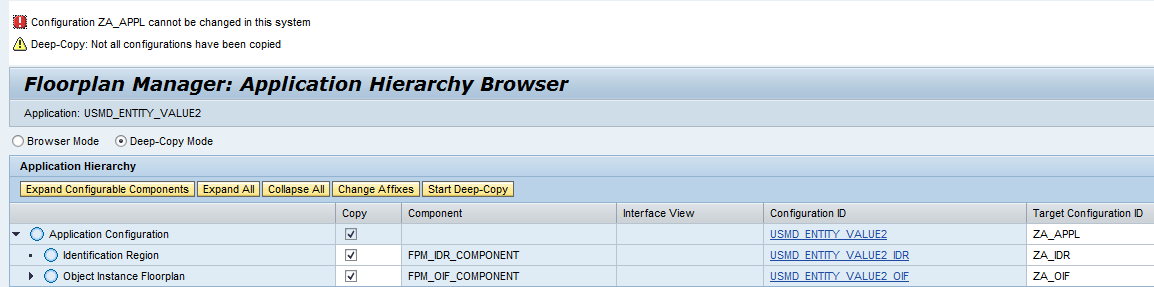 Configuration ZA_APPL cannot be changed in this system
Deep-Copy: Not all configurations have been copied
Floorplan Manager: Application Hierarchy Browser
Application: USMD_ENTITY_VALUE2
Browser Mode Deep-Copy Mode
Application Hierarchy
Expand Configurable Components Expand All Collapse All Change Affixes Start Deep-Copy
Copy Component Interface View Configuration ID Target Configuration ID
Application Configuration USMD_ENTITY_VALUE2 ZA_APPL
Identification Region FPM_IDR_COMPONENT USMD_ENTITY_VALUE2_IDR ZA_IDR
Object Instance Floorplan FPM_OIF_COMPONENT USMD_ENTITY_VALUE2_OIF ZA_OIF